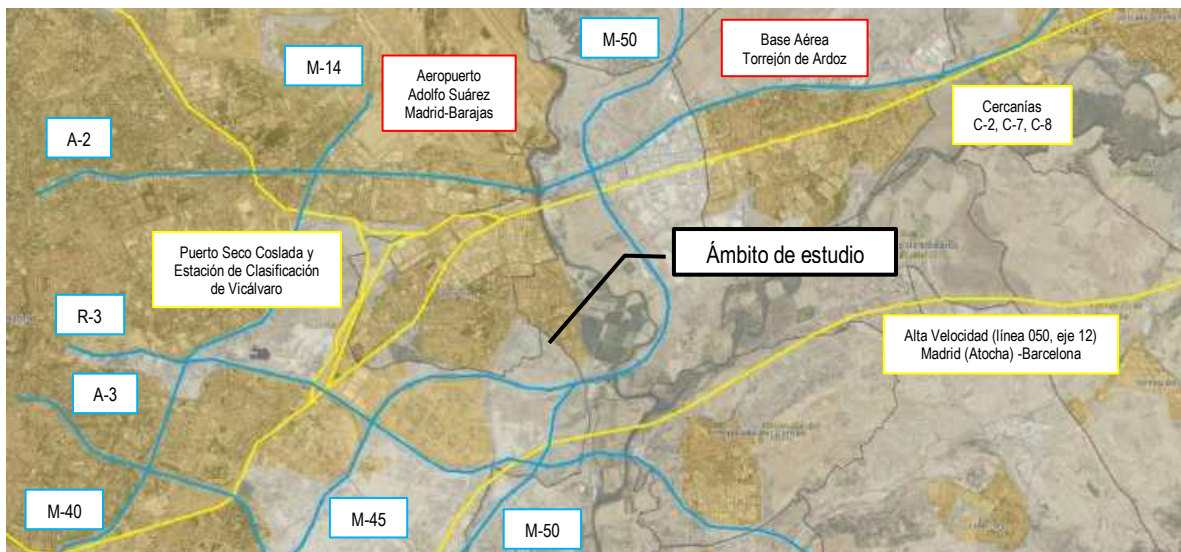 M-50
Base Aérea
Torrejón de Ardoz
M-14
Aeropuerto
Adolfo Suárez
Madrid-Barajas
Cercanías
C-2, C-7, C-8
A-2
Puerto Seco Coslada y
Estación de Clasificación
de Vicálvaro
Ámbito de estudio
R-3
Alta Velocidad (línea 050, eje 12)
Madrid (Atocha) -Barcelona
A-3
M-40
M-45
M-50